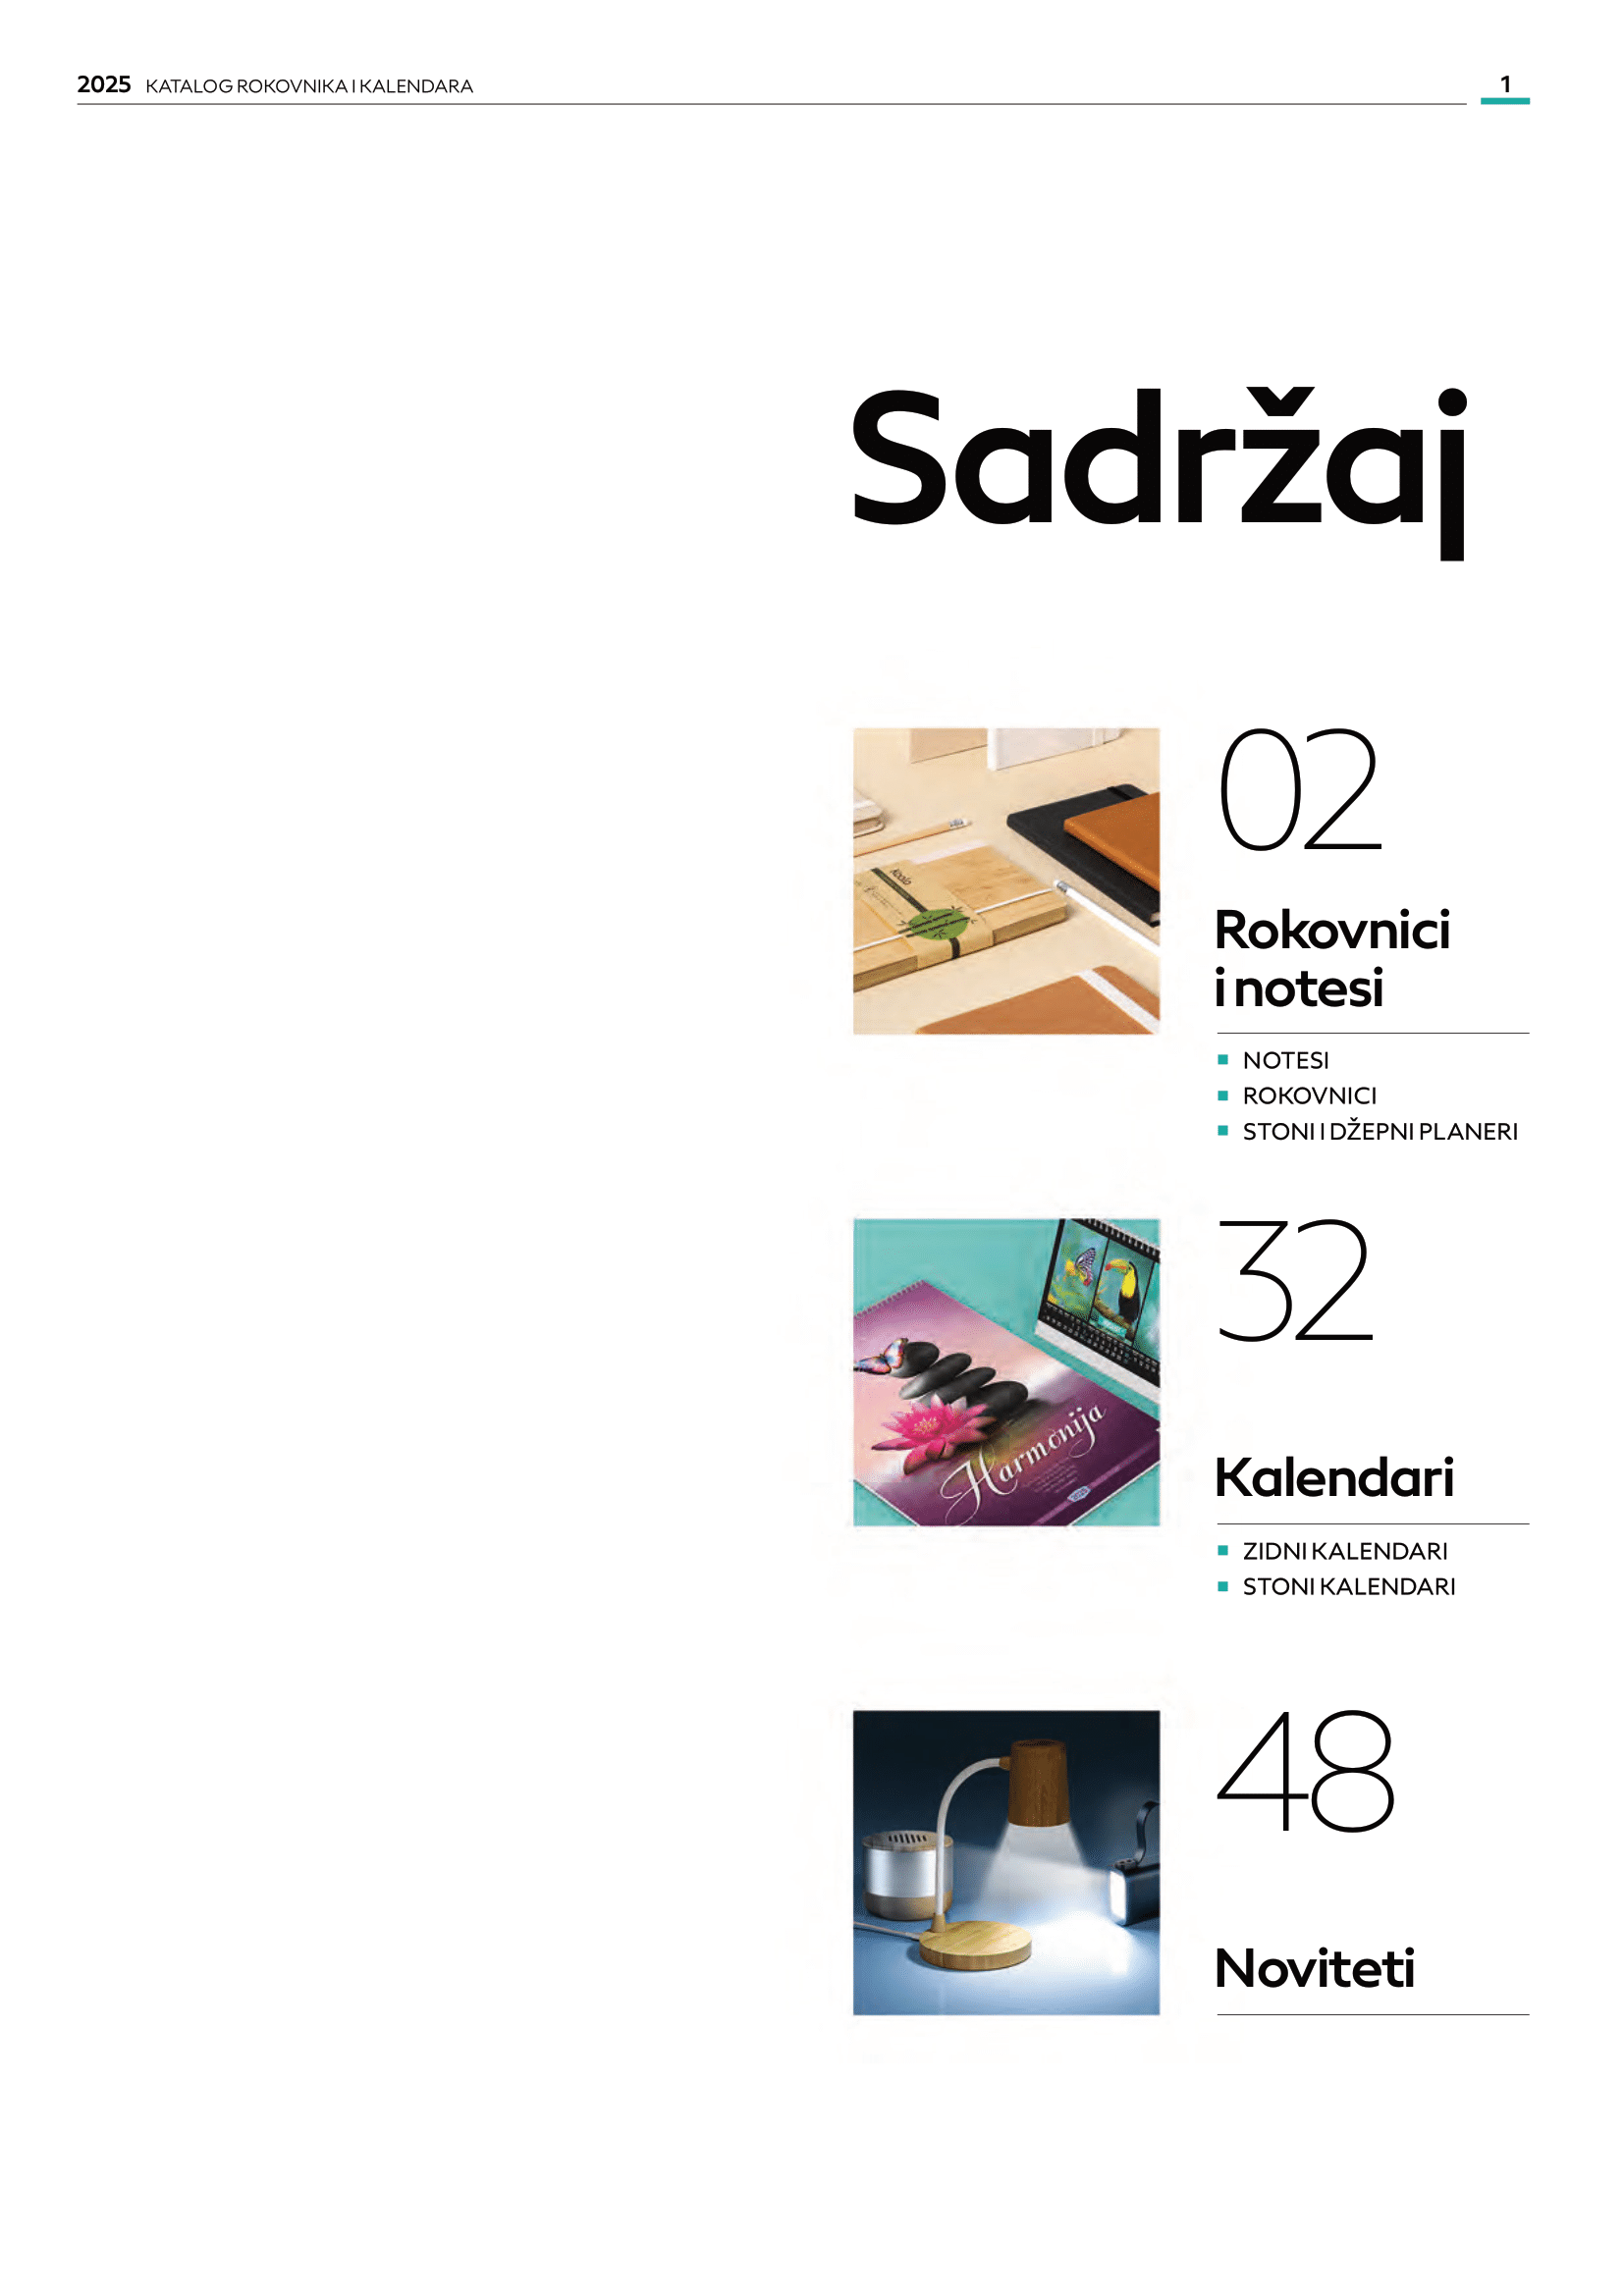 2025 KATALOG ROKOVNIKA I KALENDARA
1
Sadržaj
02
Rokovnici
i notesi
NOTESI
ROKOVNICI
STONI I DŽEPNI PLANERI
32
Harmonija
Kalendari
ZIDNI KALENDARI
STONI KALENDARI
48
Noviteti